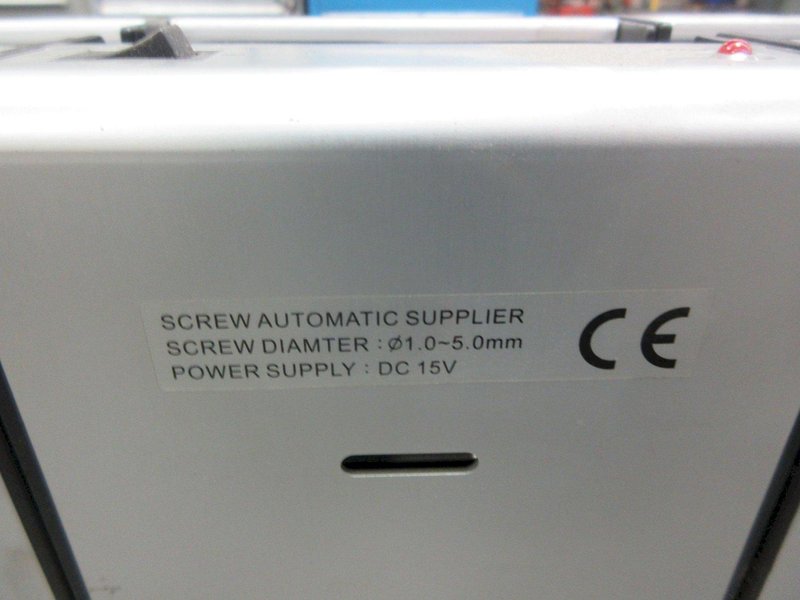 SCREW AUTOMATIC SUPPLIER
SCREW DIAMTER : Ø1.0~5.0mm
POWER SUPPLY : DC 15V
CE